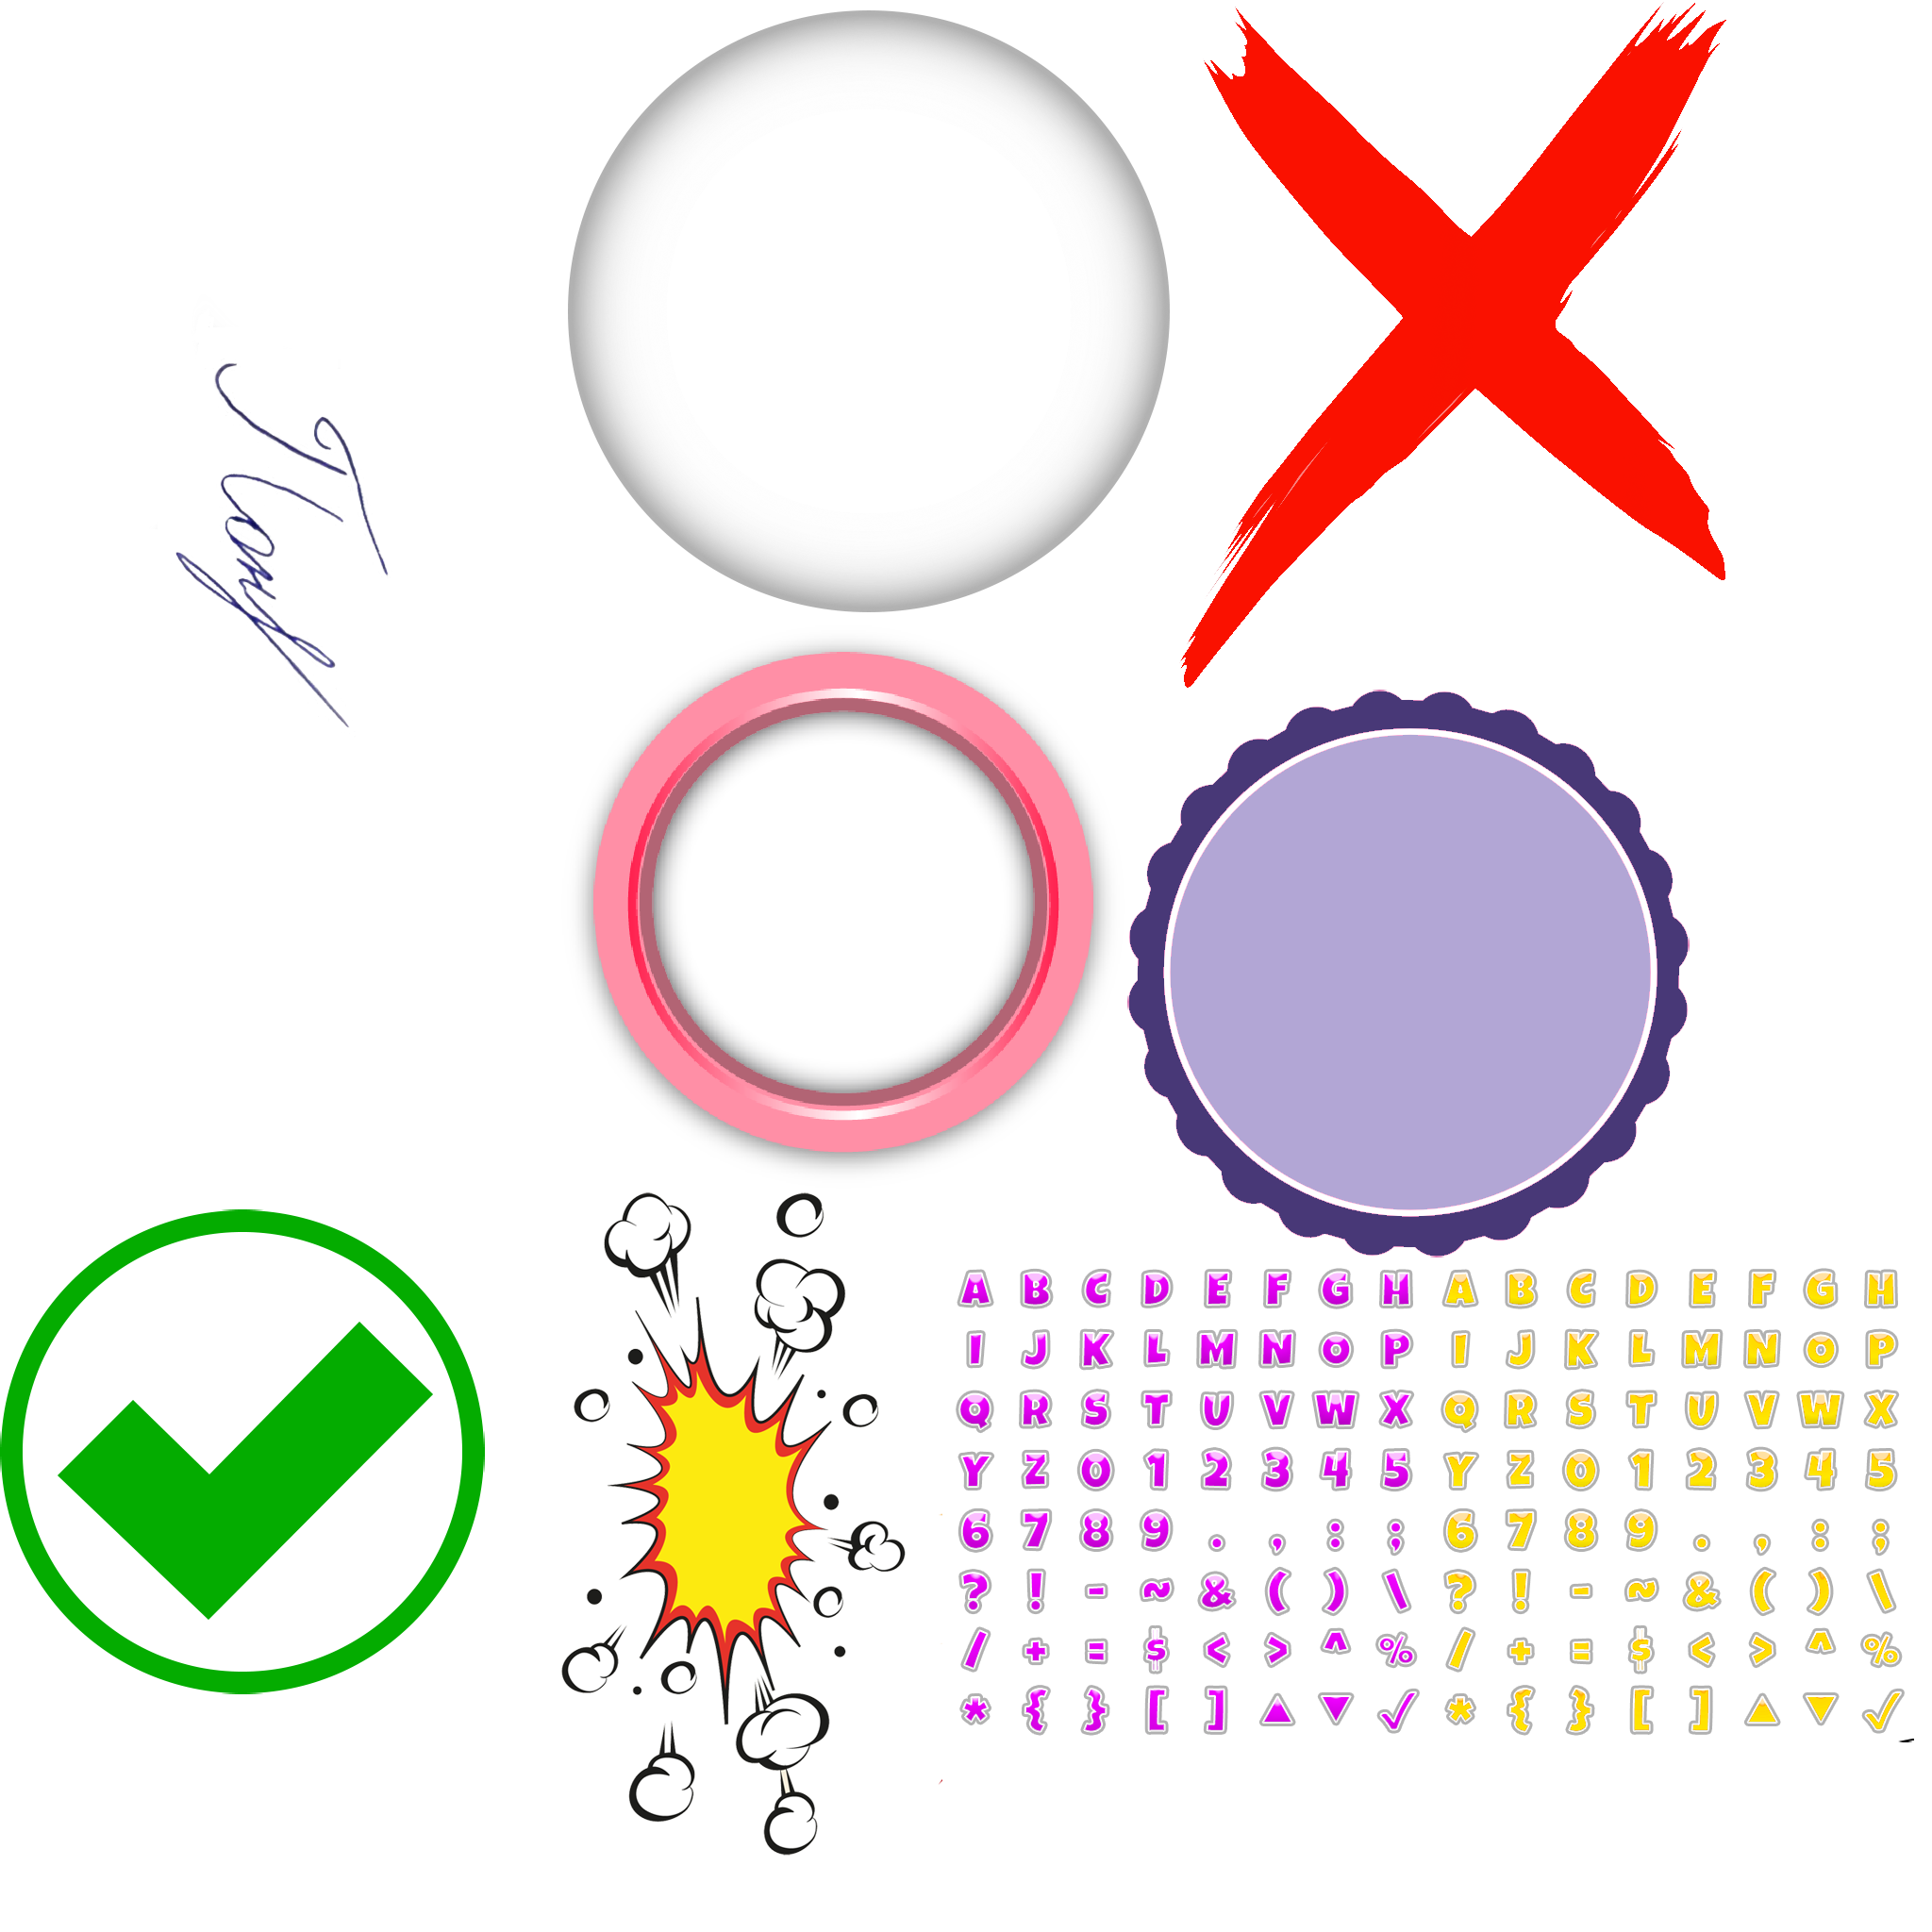 A B C D E F G H A B C D E F G H
I J K L M N O P I J K L M N O P
Q R S T U V W X Q R S T U V W X
Y Z 0 1 2 3 4 5 Y Z 0 1 2 3 4 5
6 7 8 9 . , : ; 6 7 8 9 . , : ;
? ! - ~ & ( ) \ ? ! - ~ & ( ) \
/ + = $ < > ^ % / + = $ < > ^ %
* { } [ ] ▲ ▼ ✓ * { } [ ] ▲ ▼ ✓